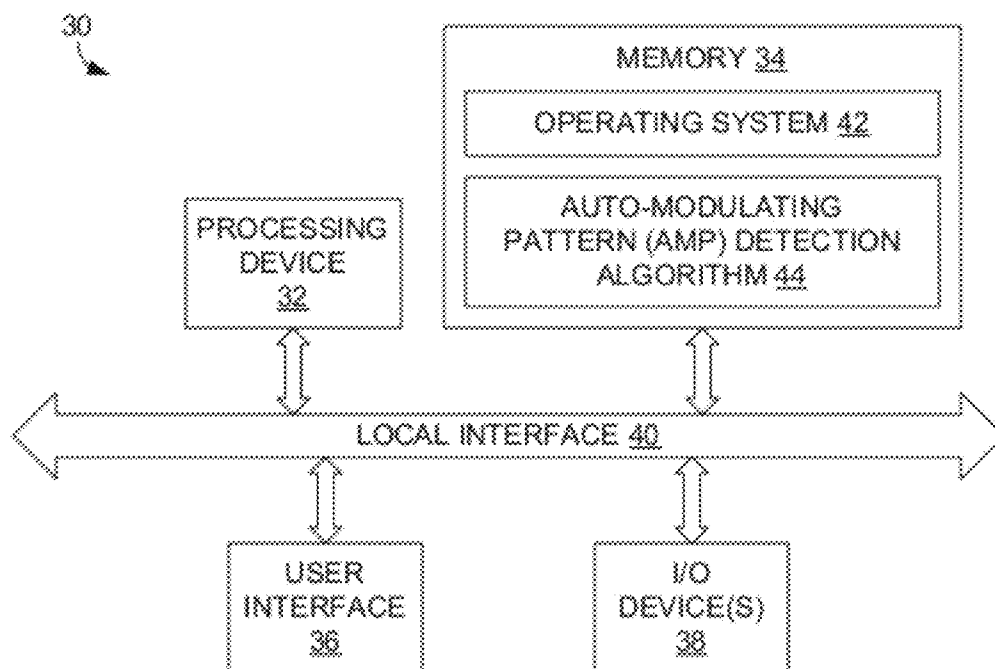 30
MEMORY 34
OPERATING SYSTEM 42
AUTO-MODULATING
PATTERN (AMP) DETECTION
ALGORITHM 44
PROCESSING
DEVICE
32
LOCAL INTERFACE 40
USER
INTERFACE
36
I/O
DEVICE(S)
38